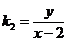 k₂ = y / (x − 2)